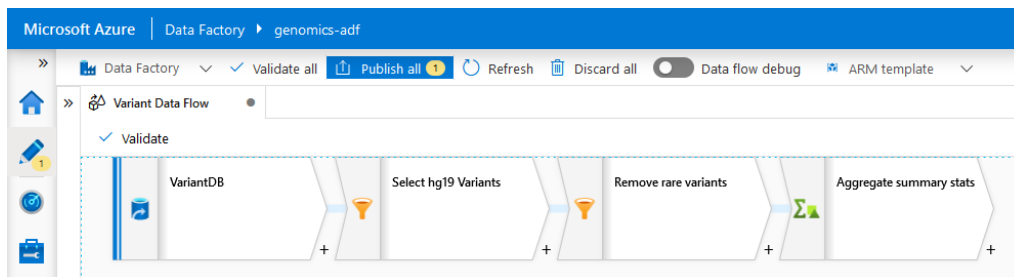 Microsoft Azure | Data Factory genomics-adf
» Data Factory Validate all Publish all 1 Refresh Discard all Data flow debug ARM template
» Variant Data Flow
Validate
1
VariantDB Select hg19 Variants Remove rare variants Aggregate summary stats
+ + + +